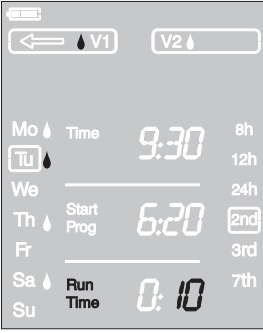 V1 V2
Mo Time 9:30 8h
Tu 12h
We 24h
Th Start Prog 6:20 2nd
Fr 3rd
Sa Run Time 0:10 7th
Su